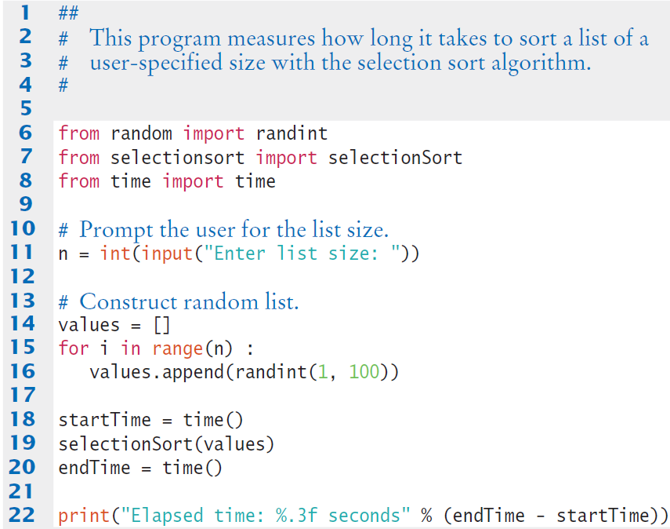 1 ##
2 # This program measures how long it takes to sort a list of a
3 # user-specified size with the selection sort algorithm.
4 #
5
6 from random import randint
7 from selectionsort import selectionSort
8 from time import time
9
10 # Prompt the user for the list size.
11 n = int(input("Enter list size: "))
12
13 # Construct random list.
14 values = []
15 for i in range(n) :
16    values.append(randint(1, 100))
17
18 startTime = time()
19 selectionSort(values)
20 endTime = time()
21
22 print("Elapsed time: %.3f seconds" % (endTime - startTime))